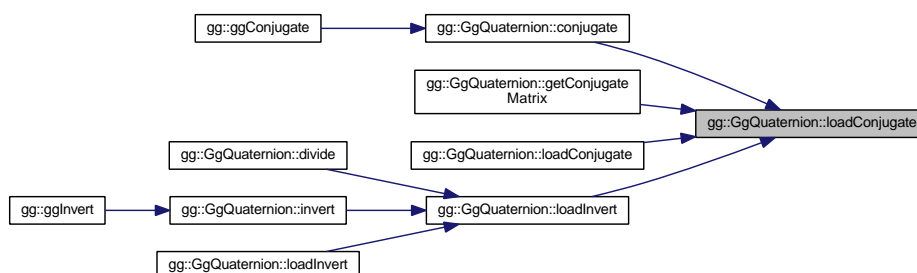 gg::ggConjugate
gg::GgQuaternion::conjugate
gg::GgQuaternion::getConjugate
Matrix
gg::GgQuaternion::loadConjugate
gg::GgQuaternion::divide
gg::GgQuaternion::loadConjugate
gg::ggInvert
gg::GgQuaternion::invert
gg::GgQuaternion::loadInvert
gg::GgQuaternion::loadInvert